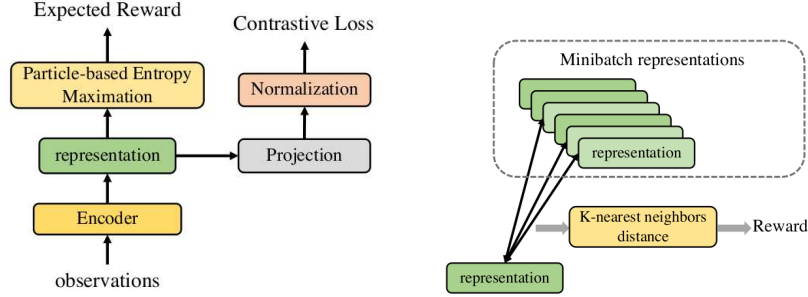 Expected Reward
Contrastive Loss
Particle-based Entropy
Maximation
Normalization
representation
Projection
Encoder
observations
Minibatch representations
representation
K-nearest neighbors
distance
Reward
representation